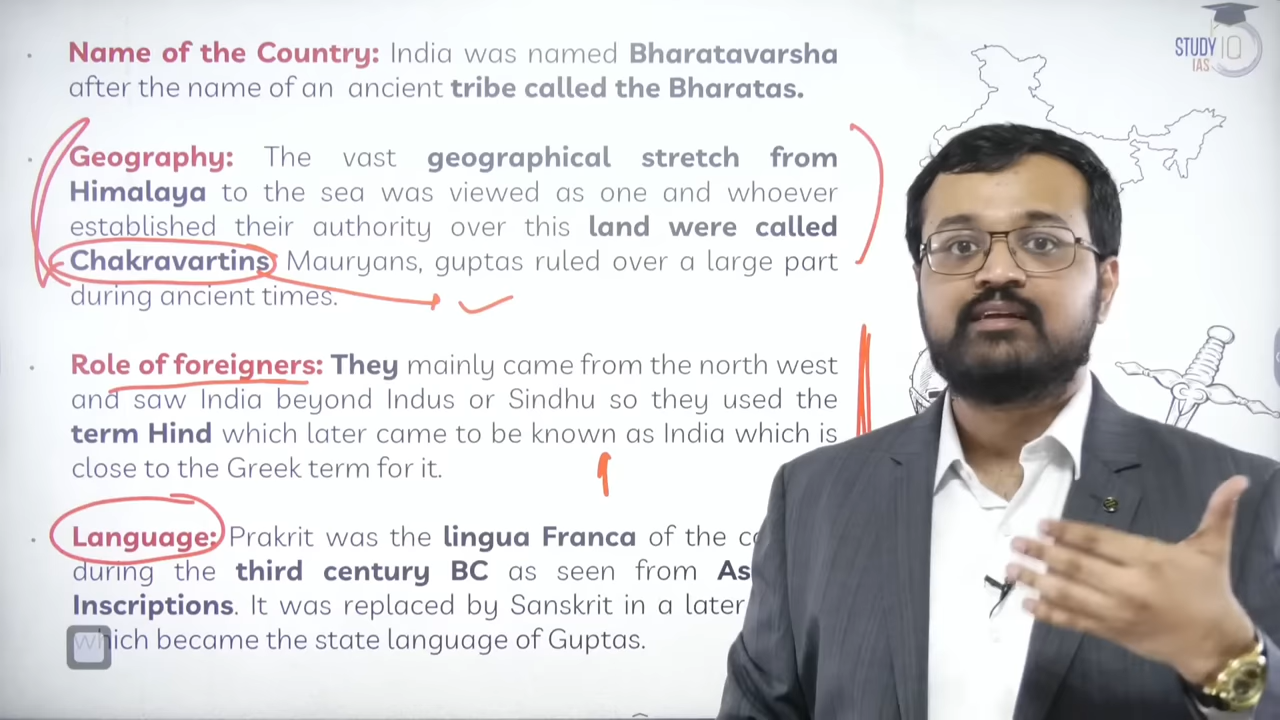 STUDY IQ
IAS
Name of the Country: India was named Bharatavarsha
after the name of an ancient tribe called the Bharatas.
Geography: The vast geographical stretch from
Himalaya to the sea was viewed as one and whoever
established their authority over this land were called
Chakravartins Mauryans, guptas ruled over a large part
during ancient times.
Role of foreigners: They mainly came from the north west
and saw India beyond Indus or Sindhu so they used the
term Hind which later came to be known as India which is
close to the Greek term for it.
Language: Prakrit was the lingua Franca of the
during the third century BC as seen from
Inscriptions. It was replaced by Sanskrit in a later
which became the state language of Guptas.